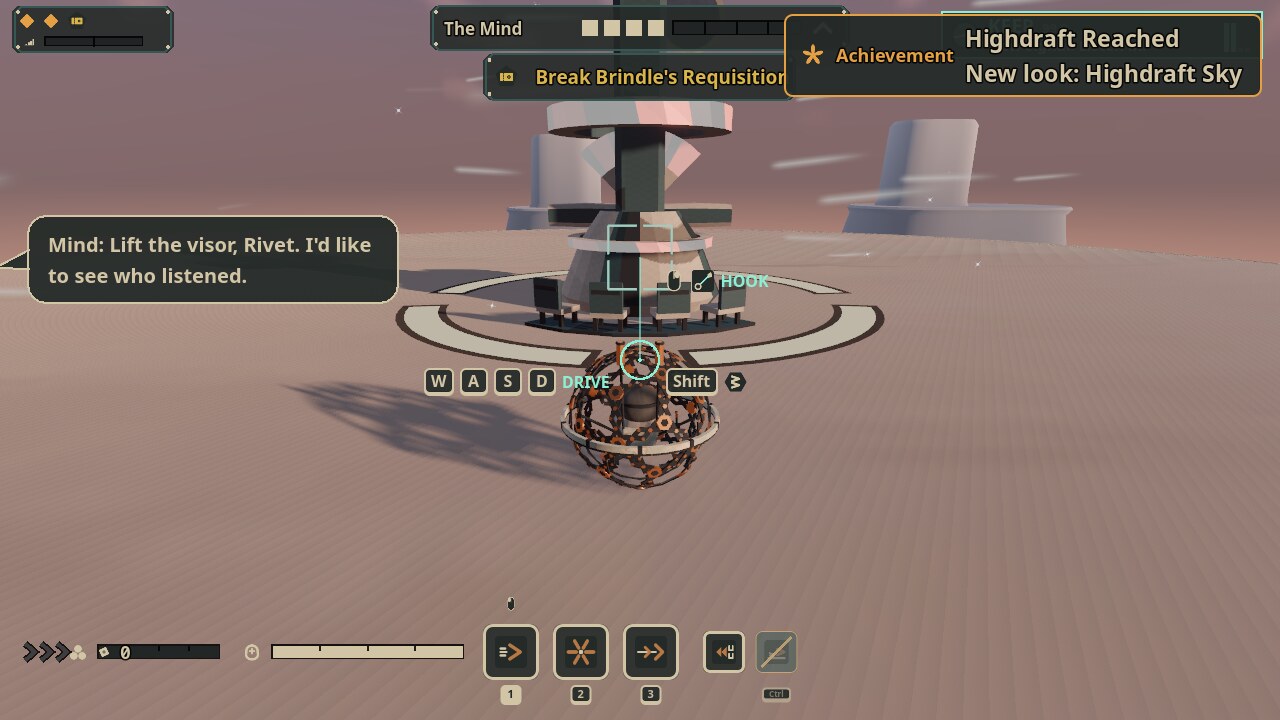 The Mind
Break Brindle's Requisition
Achievement
Highdraft Reached
New look: Highdraft Sky
Mind: Lift the visor, Rivet. I'd like
to see who listened.
HOOK
W A S D DRIVE Shift
0
1 2 3 Ctrl